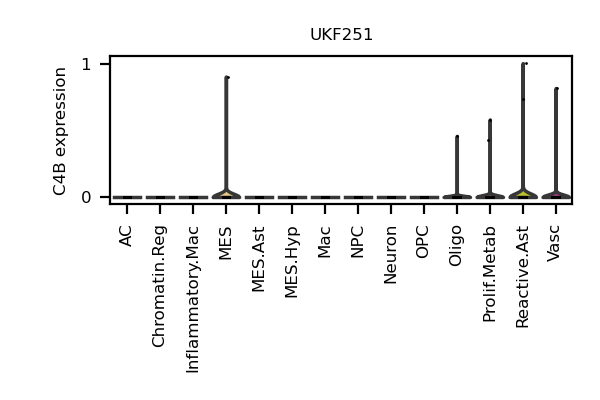 UKF251
C4B expression
1
0
AC
Chromatin.Reg
Inflammatory.Mac
MES
MES.Ast
MES.Hyp
Mac
NPC
Neuron
OPC
Oligo
Prolif.Metab
Reactive.Ast
Vasc